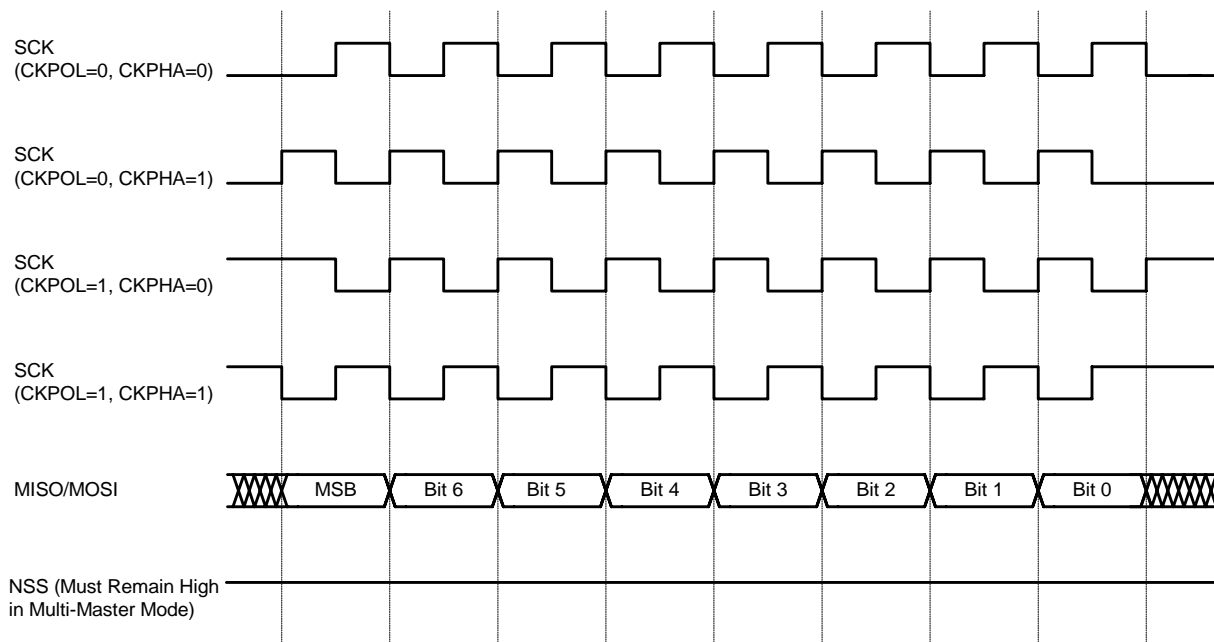 SCK
(CKPOL=0, CKPHA=0)
SCK
(CKPOL=0, CKPHA=1)
SCK
(CKPOL=1, CKPHA=0)
SCK
(CKPOL=1, CKPHA=1)
MISO/MOSI
MSB
Bit 6
Bit 5
Bit 4
Bit 3
Bit 2
Bit 1
Bit 0
NSS (Must Remain High
in Multi-Master Mode)